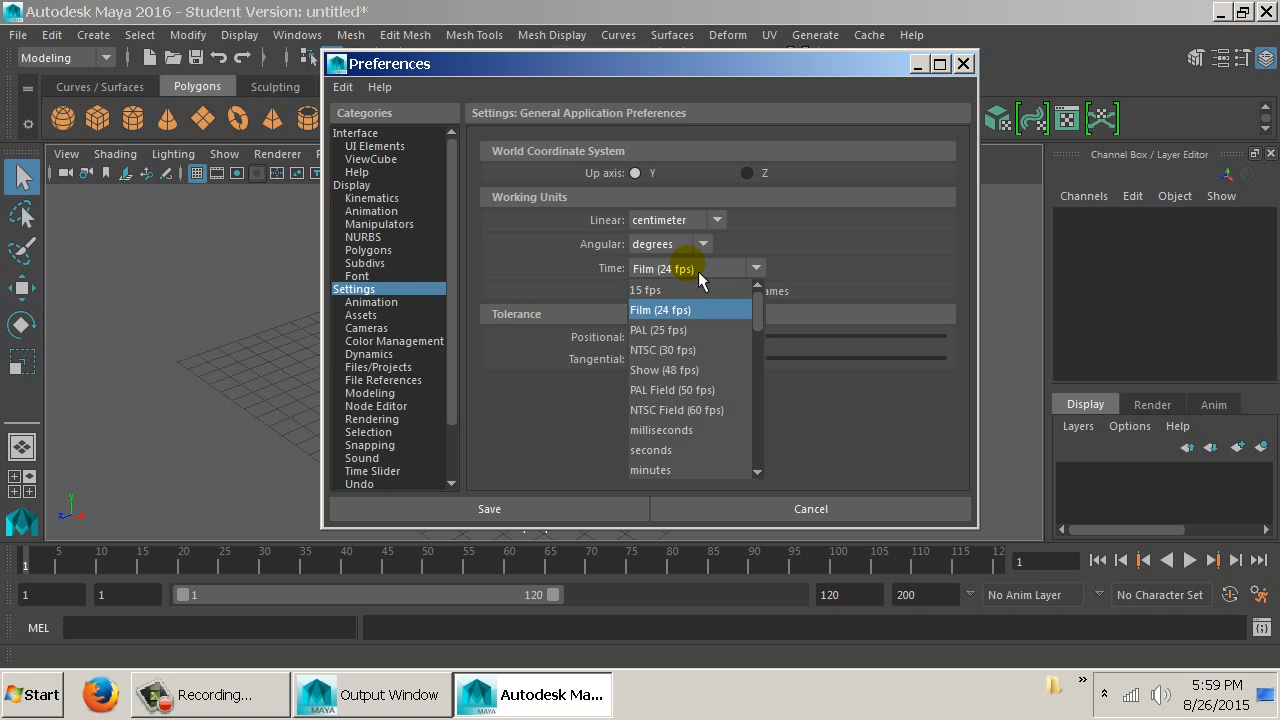 Autodesk Maya 2016 - Student Version: untitled*
File Edit Create Select Modify Display Windows Mesh Edit Mesh Mesh Tools Mesh Display Curves Surfaces Deform UV Generate Cache Help
Modeling
Curves / Surfaces Polygons Sculpting
View Shading Lighting Show Renderer
Preferences
Edit Help
Categories
Interface
UI Elements
ViewCube
Help
Display
Kinematics
Animation
Manipulators
NURBS
Polygons
Subdivs
Font
Settings
Animation
Assets
Cameras
Color Management
Dynamics
Files/Projects
File References
Modeling
Node Editor
Rendering
Selection
Snapping
Sound
Time Slider
Undo
Settings: General Application Preferences
World Coordinate System
Up axis: Y Z
Working Units
Linear: centimeter
Angular: degrees
Time: Film (24 fps)
15 fps
Film (24 fps)
PAL (25 fps)
NTSC (30 fps)
Show (48 fps)
PAL Field (50 fps)
NTSC Field (60 fps)
milliseconds
seconds
minutes
ames
Tolerance
Positional:
Tangential:
Save Cancel
Channel Box / Layer Editor
Channels Edit Object Show
Display Render Anim
Layers Options Help
y
z
5 10 15 20 25 30 35 40 45 50 55 60 65 70 75 80 85 90 95 100 105 110 115 12
1 1
1 1 1 120 120 200 No Anim Layer No Character Set
MEL
Start Recording... Output Window Autodesk Ma... » 5:59 PM
MAYA MAYA 8/26/2015